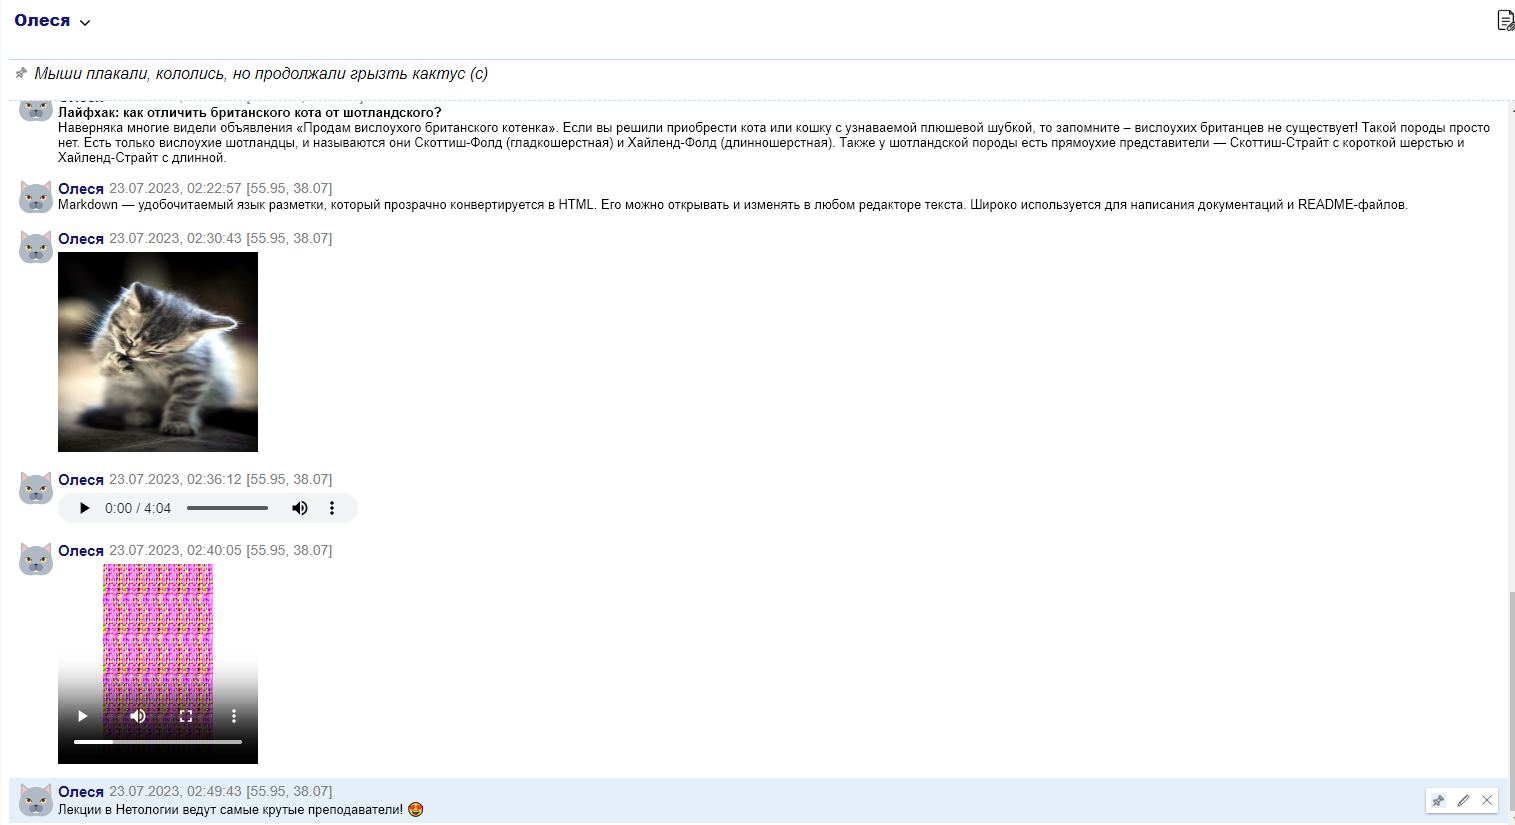 Олеся
Мыши плакали, кололись, но продолжали грызть кактус (с)
Лайфхак: как отличить британского кота от шотландского?
Наверняка многие видели объявления «Продам вислоухого британского котенка». Если вы решили приобрести кота или кошку с узнаваемой плюшевой шубкой, то запомните – вислоухих британцев не существует! Такой породы просто
нет. Есть только вислоухие шотландцы, и называются они Скоттиш-Фолд (гладкошерстная) и Хайленд-Фолд (длинношерстная). Также у шотландской породы есть прямоухие представители — Скоттиш-Страйт с короткой шерстью и
Хайленд-Страйт с длинной.
Олеся 23.07.2023, 02:22:57 [55.95, 38.07]
Markdown — удобочитаемый язык разметки, который прозрачно конвертируется в HTML. Его можно открывать и изменять в любом редакторе текста. Широко используется для написания документаций и README-файлов.
Олеся 23.07.2023, 02:30:43 [55.95, 38.07]
Олеся 23.07.2023, 02:36:12 [55.95, 38.07]
0:00 / 4:04
Олеся 23.07.2023, 02:40:05 [55.95, 38.07]
Олеся 23.07.2023, 02:49:43 [55.95, 38.07]
Лекции в Нетологии ведут самые крутые преподаватели! 😍